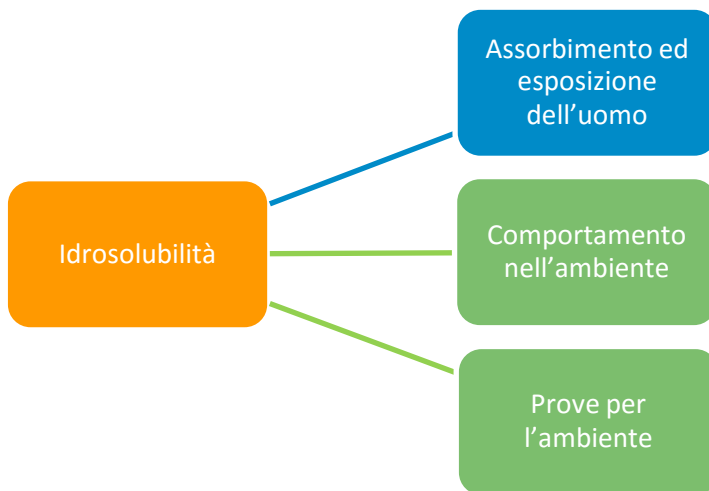 Assorbimento ed
esposizione
dell’uomo
Idrosolubilità
Comportamento
nell’ambiente
Prove per
l’ambiente